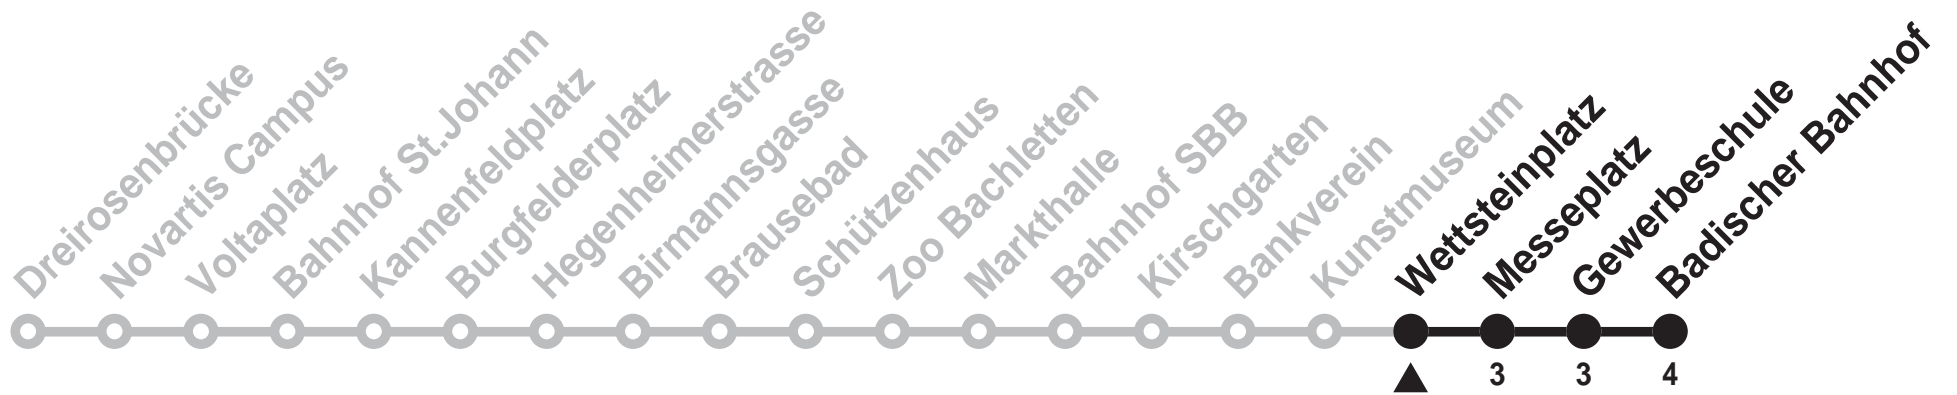 Dreirosenbrücke
Novartis Campus
Voltaplatz
Bahnhof St.Johann
Kannenfeldplatz
Burgfelderplatz
Hegenheimerstrasse
Birmannsgasse
Brausebad
Schützenhaus
Zoo Bachletten
Markthalle
Bahnhof SBB
Kirschgarten
Bankverein
Kunstmuseum
Wettsteinplatz
Messeplatz
Gewerbeschule
Badischer Bahnhof
3 3 4